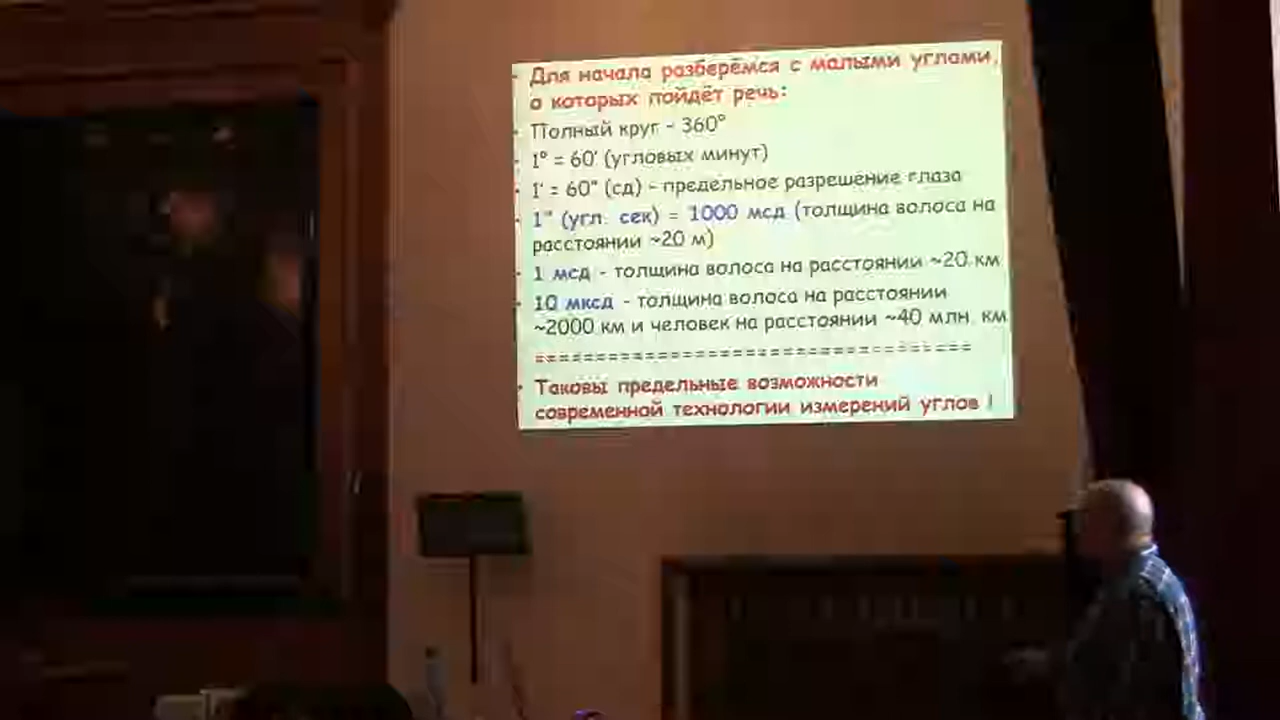 Для начала разберёмся с малыми углами,
о которых пойдёт речь:
Полный круг - 360°
1° = 60' (угловых минут)
1' = 60" (сд) - предельное разрешение глаза
1" (угл. сек) = 1000 мсд (толщина волоса на
расстоянии ~20 м)
1 мсд - толщина волоса на расстоянии ~20 км
10 мксд - толщина волоса на расстоянии
~2000 км и человек на расстоянии ~40 млн. км
===================================
Таковы предельные возможности
современной технологии измерений углов !